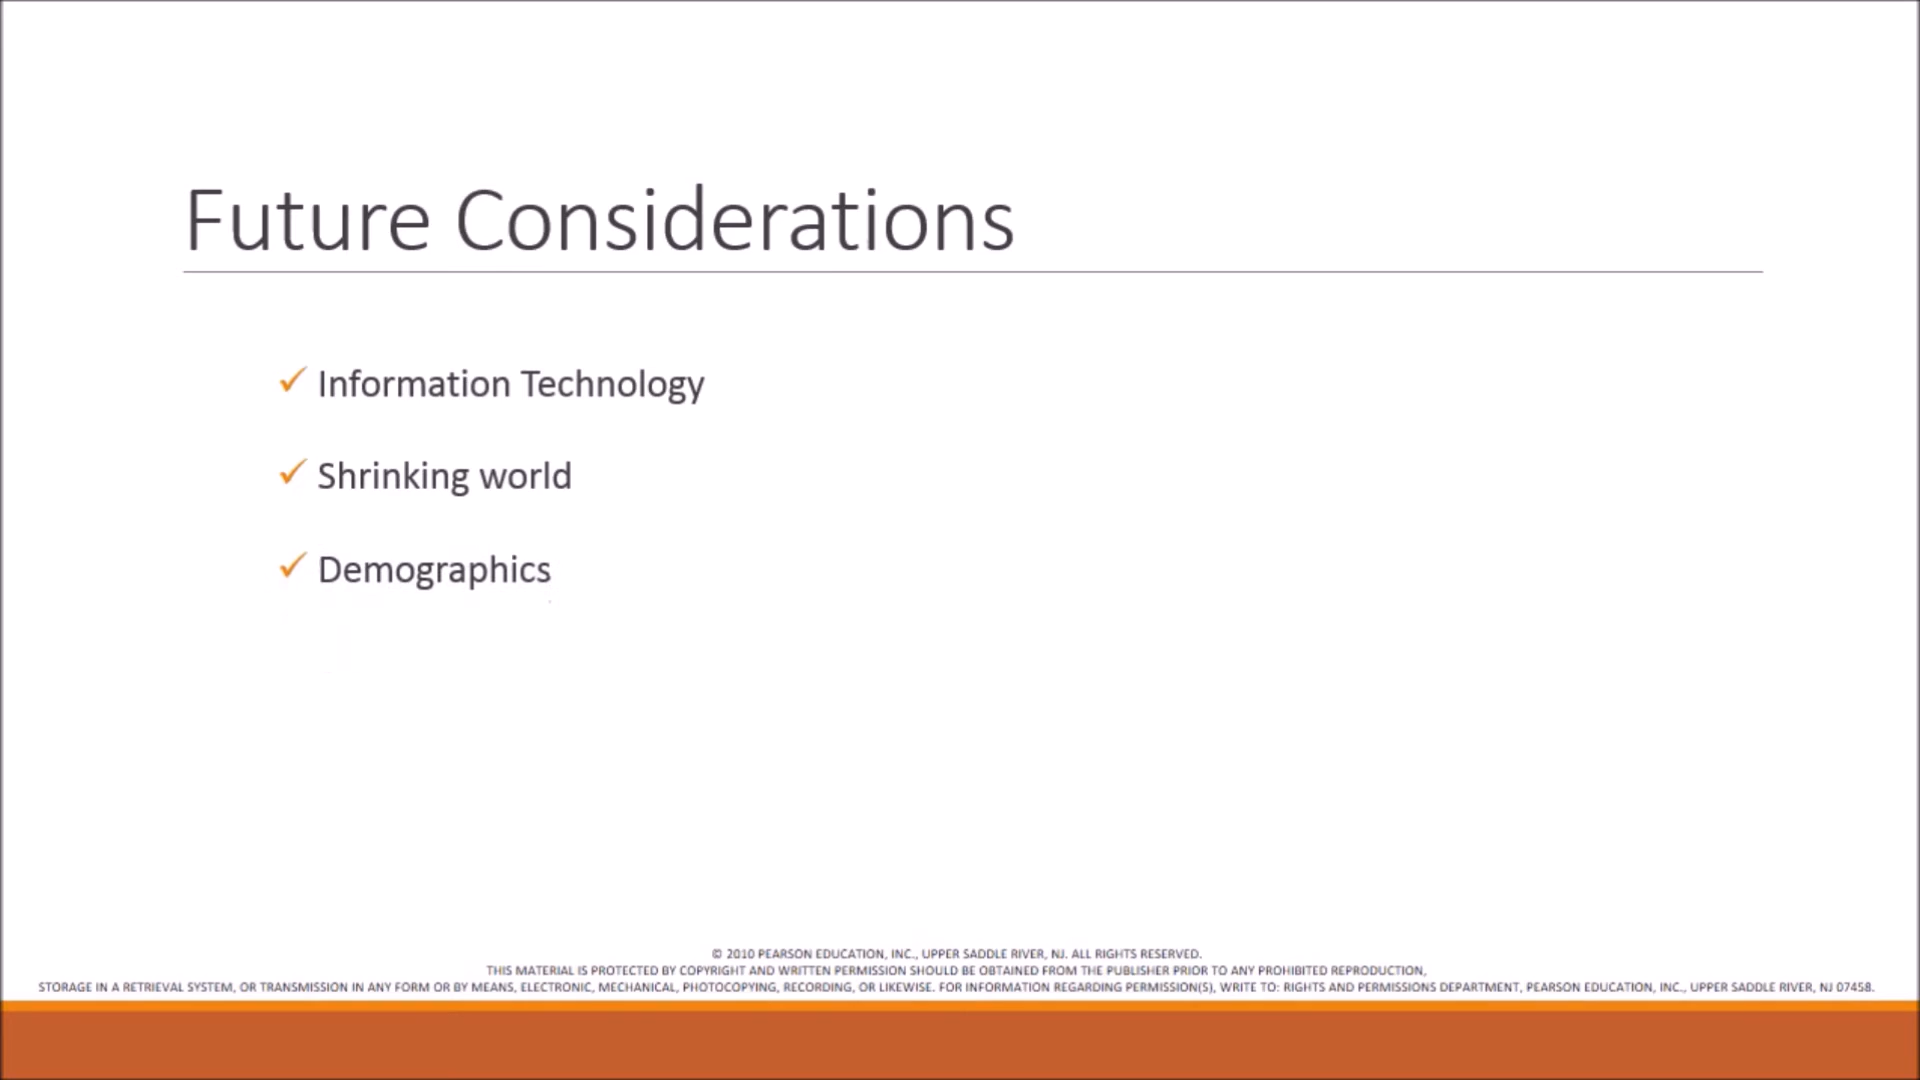 Future Considerations
✓ Information Technology
✓ Shrinking world
✓ Demographics
© 2010 PEARSON EDUCATION, INC., UPPER SADDLE RIVER, NJ. ALL RIGHTS RESERVED.
THIS MATERIAL IS PROTECTED BY COPYRIGHT AND WRITTEN PERMISSION SHOULD BE OBTAINED FROM THE PUBLISHER PRIOR TO ANY PROHIBITED REPRODUCTION,
STORAGE IN A RETRIEVAL SYSTEM, OR TRANSMISSION IN ANY FORM OR BY MEANS, ELECTRONIC, MECHANICAL, PHOTOCOPYING, RECORDING, OR LIKEWISE. FOR INFORMATION REGARDING PERMISSION(S), WRITE TO: RIGHTS AND PERMISSIONS DEPARTMENT, PEARSON EDUCATION, INC., UPPER SADDLE RIVER, NJ 07458.